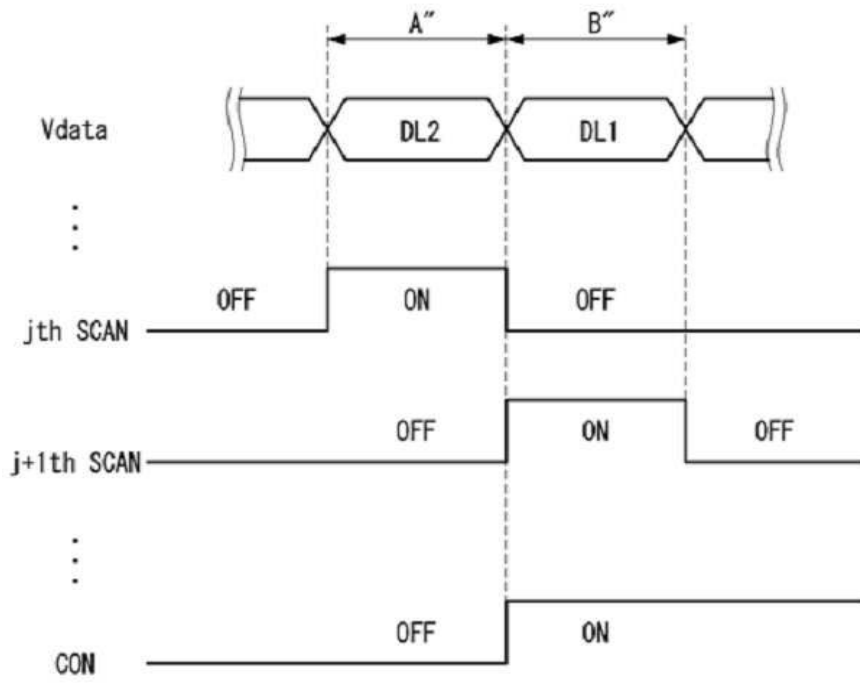 A″ B″
Vdata DL2 DL1
OFF ON OFF
jth SCAN
OFF ON OFF
j+1th SCAN
OFF ON
CON